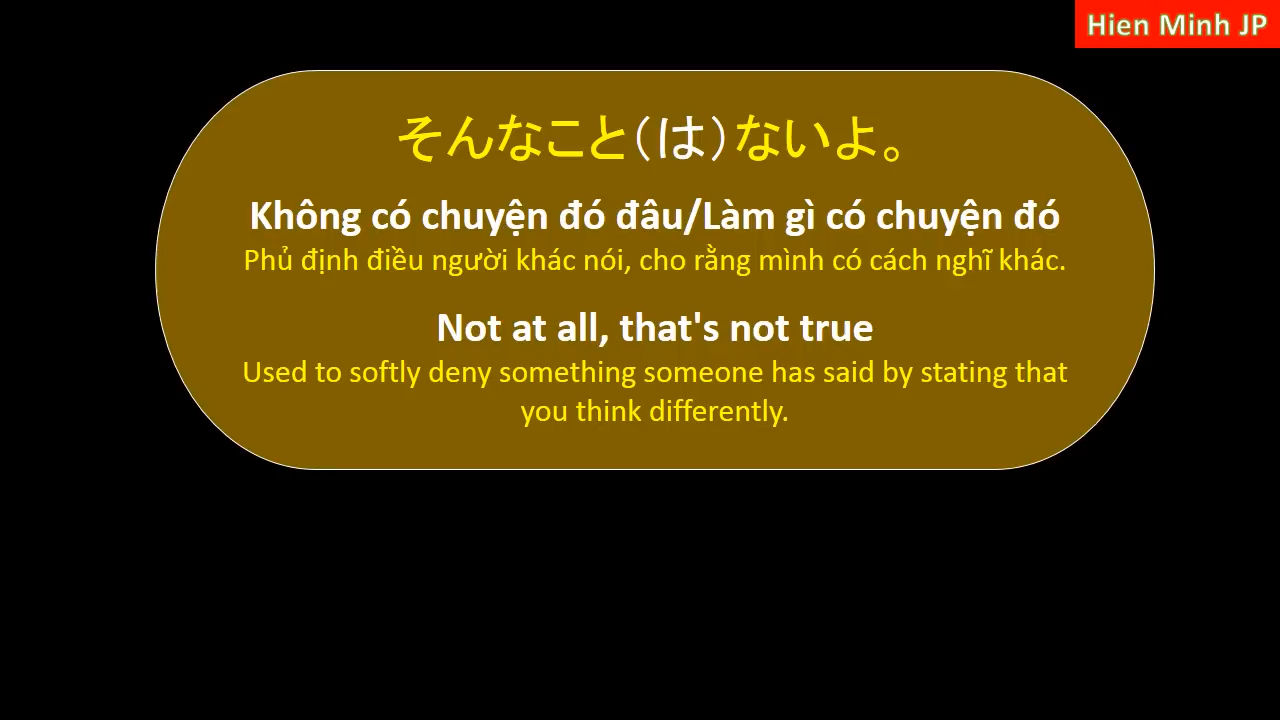 Hien Minh JP
そんなこと（は）ないよ。
Không có chuyện đó đâu/Làm gì có chuyện đó
Phủ định điều người khác nói, cho rằng mình có cách nghĩ khác.
Not at all, that's not true
Used to softly deny something someone has said by stating that
you think differently.